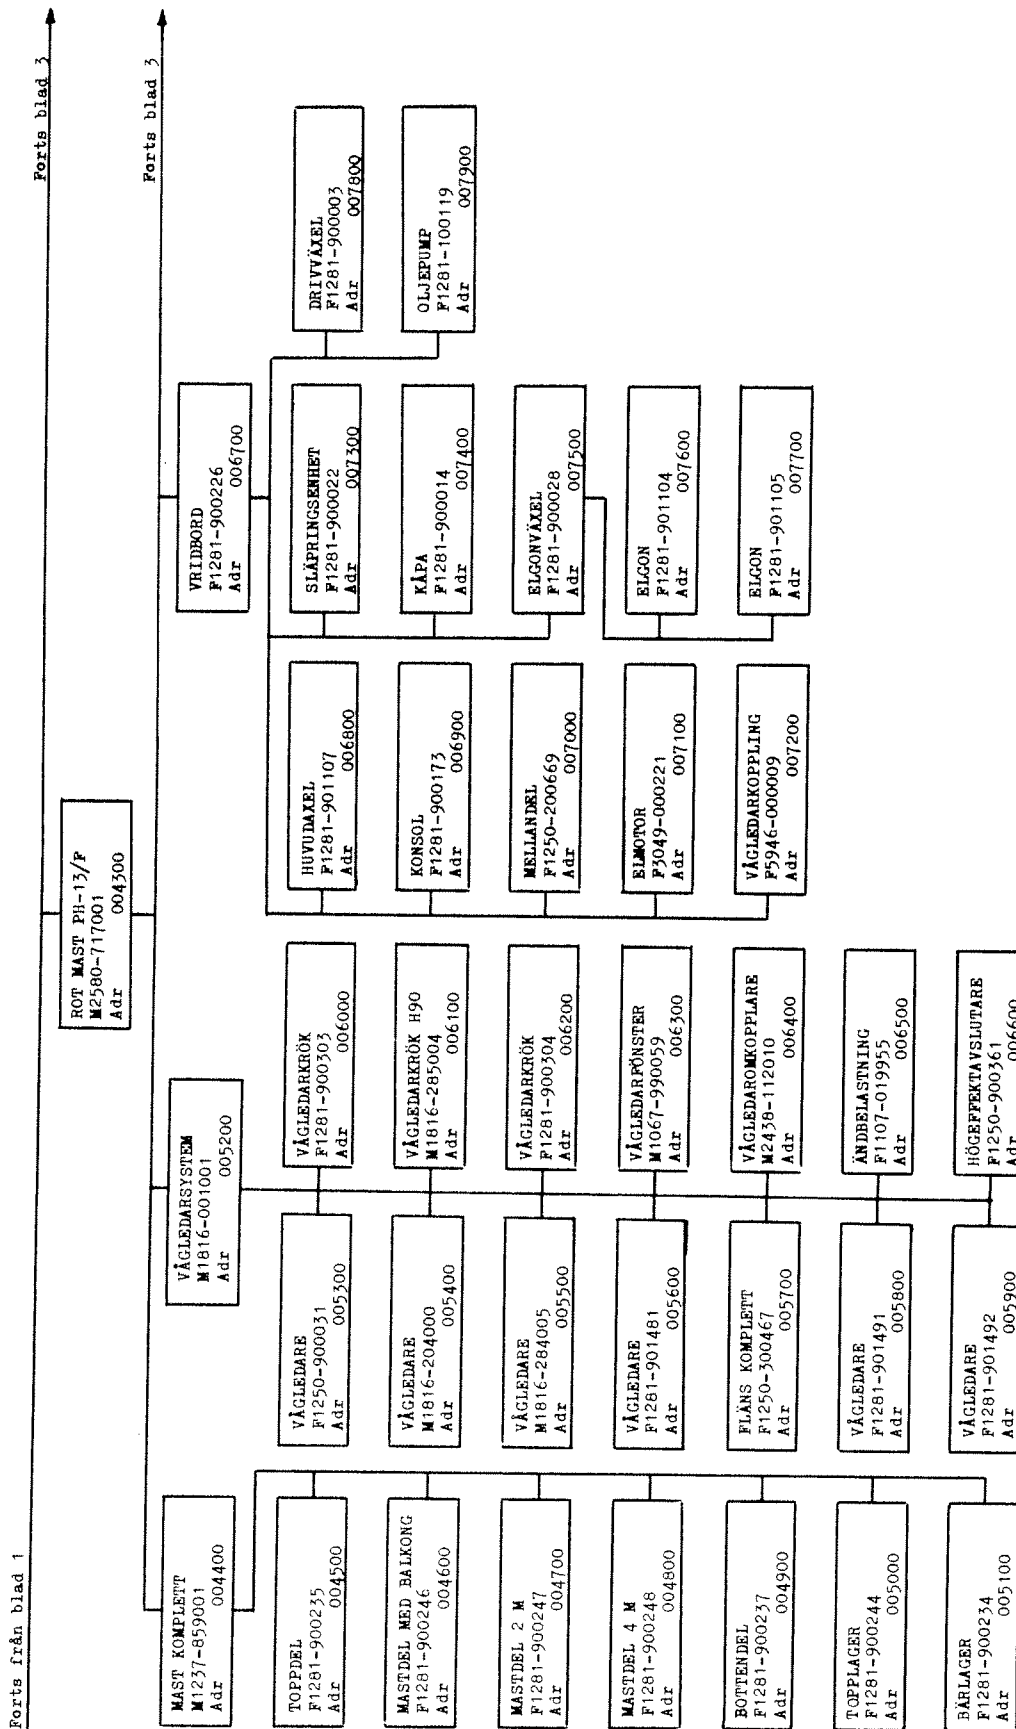 Forts från blad 1
Forts blad 3
ROT MAST PH-13/F
M2580-717001
Adr 004300
Forts blad 3
MAST KOMPLETT
M1237-859001
Adr 004400
VÅGLEDARSYSTEM
M1816-001001
Adr 005200
VRIDBORD
F1281-900226
Adr 006700
TOPPDEL
F1281-900235
Adr 004500
MASTDEL MED BALKONG
F1281-900246
Adr 004600
MASTDEL 2 M
F1281-900247
Adr 004700
MASTDEL 4 M
F1281-900248
Adr 004800
BOTTENDEL
F1281-900237
Adr 004900
TOPPLAGER
F1281-900244
Adr 005000
BÄRLAGER
F1281-900234
Adr 005100
VÅGLEDARE
F1250-900031
Adr 005300
VÅGLEDARE
M1816-204000
Adr 005400
VÅGLEDARE
M1816-284005
Adr 005500
VÅGLEDARE
F1281-901481
Adr 005600
FLÄNS KOMPLETT
F1250-300467
Adr 005700
VÅGLEDARE
F1281-901491
Adr 005800
VÅGLEDARE
F1281-901492
Adr 005900
VÅGLEDARKRÖK
F1281-900303
Adr 006000
VÅGLEDARKRÖK H90
M1816-285004
Adr 006100
VÅGLEDARKRÖK
F1281-900304
Adr 006200
VÅGLEDARFÖNSTER
M1067-990059
Adr 006300
VÅGLEDAROMKOPPLARE
M2438-112010
Adr 006400
ÄNDBELASTNING
F1107-019955
Adr 006500
HÖGEFFEKTAVSLUTARE
F1250-900361
Adr 006600
HUVUDAXEL
F1281-901107
Adr 006800
KONSOL
F1281-900173
Adr 006900
MELLANDEL
F1250-200669
Adr 007000
ELMOTOR
F3049-000221
Adr 007100
VÅGLEDARKOPPLING
F5946-000009
Adr 007200
SLÄPRINGSENHET
F1281-900022
Adr 007300
KÅPA
F1281-900014
Adr 007400
ELGONVÄXEL
F1281-900028
Adr 007500
ELGON
F1281-901104
Adr 007600
ELGON
F1281-901105
Adr 007700
DRIVVÄXEL
F1281-900003
Adr 007800
OLJEPUMP
F1281-100119
Adr 007900